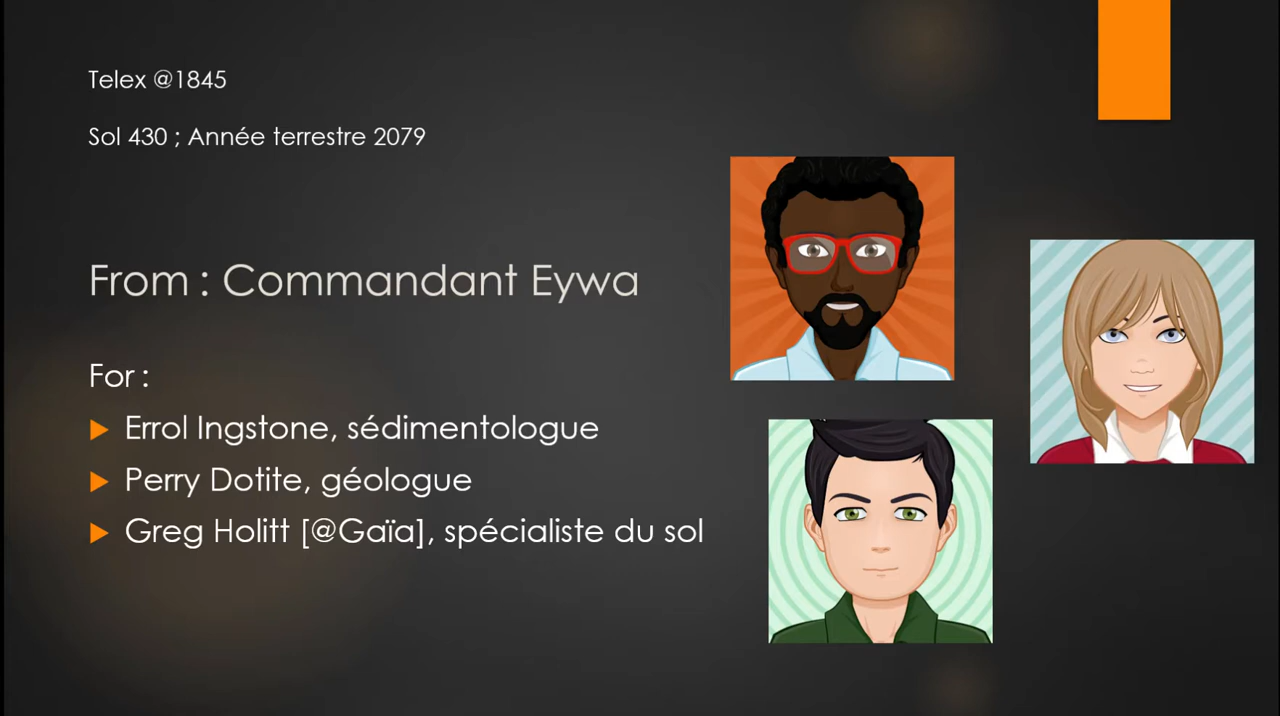 Telex @1845
Sol 430 ; Année terrestre 2079
From : Commandant Eywa
For :
Errol Ingstone, sédimentologue
Perry Dotite, géologue
Greg Holitt [@Gaïa], spécialiste du sol